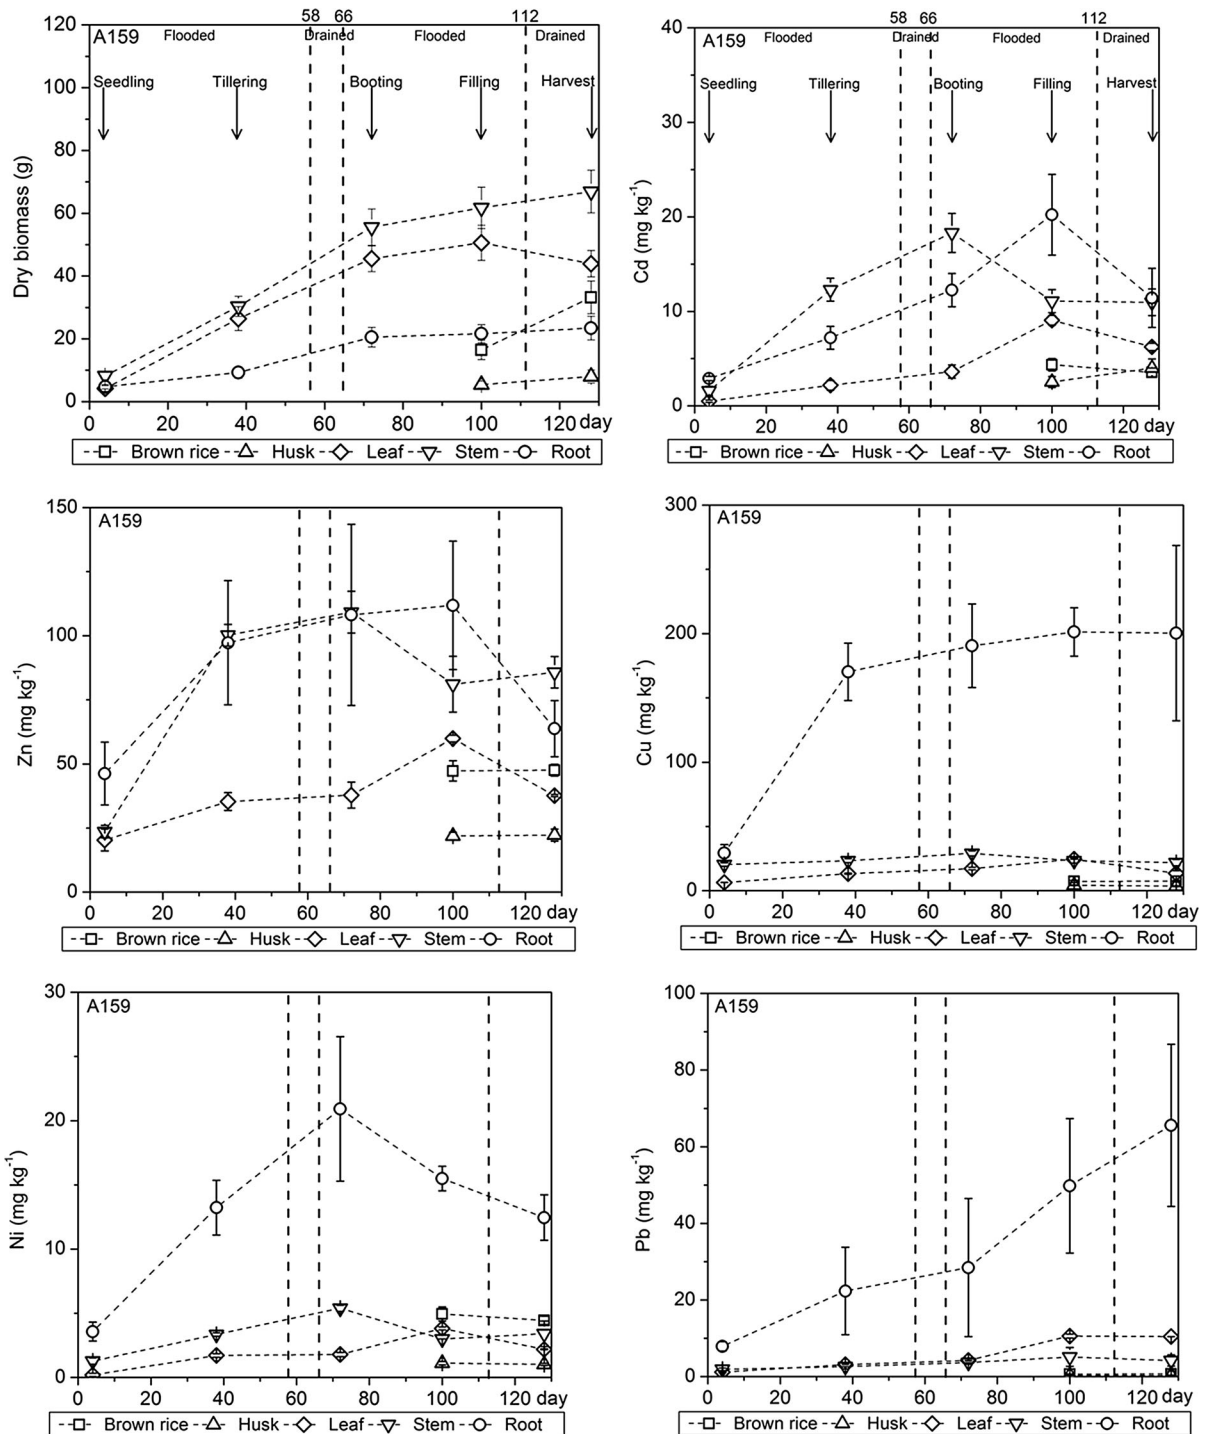 58 66 112
120 A159 Flooded Drained Flooded Drained
100 Seedling Tillering Booting Filling Harvest
80
60
40
20
0
0 20 40 60 80 100 120 day
Dry biomass (g)
Brown rice Husk Leaf Stem Root
58 66 112
40 A159 Flooded Drained Flooded Drained
Seedling Tillering Booting Filling Harvest
30
20
10
0
0 20 40 60 80 100 120 day
Cd (mg kg⁻¹)
Brown rice Husk Leaf Stem Root
150 A159
100
50
0
0 20 40 60 80 100 120 day
Zn (mg kg⁻¹)
Brown rice Husk Leaf Stem Root
300 A159
200
100
0
0 20 40 60 80 100 120 day
Cu (mg kg⁻¹)
Brown rice Husk Leaf Stem Root
30 A159
20
10
0
0 20 40 60 80 100 120 day
Ni (mg kg⁻¹)
Brown rice Husk Leaf Stem Root
100 A159
80
60
40
20
0
0 20 40 60 80 100 120 day
Pb (mg kg⁻¹)
Brown rice Husk Leaf Stem Root